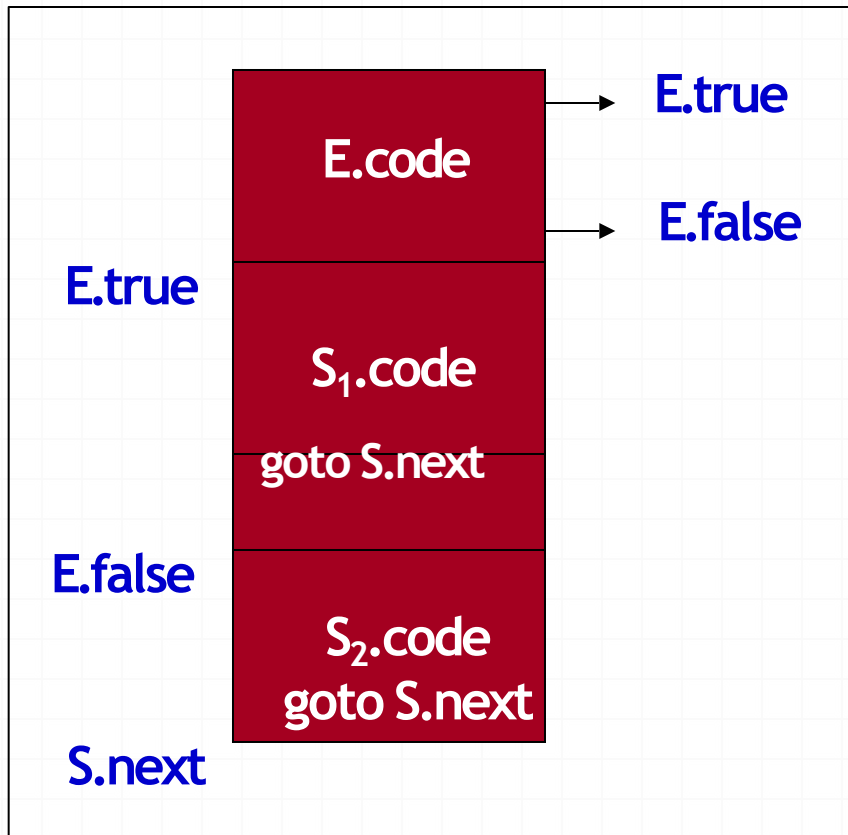 E.true
E.code
E.false
E.true
S₁.code
goto S.next
E.false
S₂.code
goto S.next
S.next